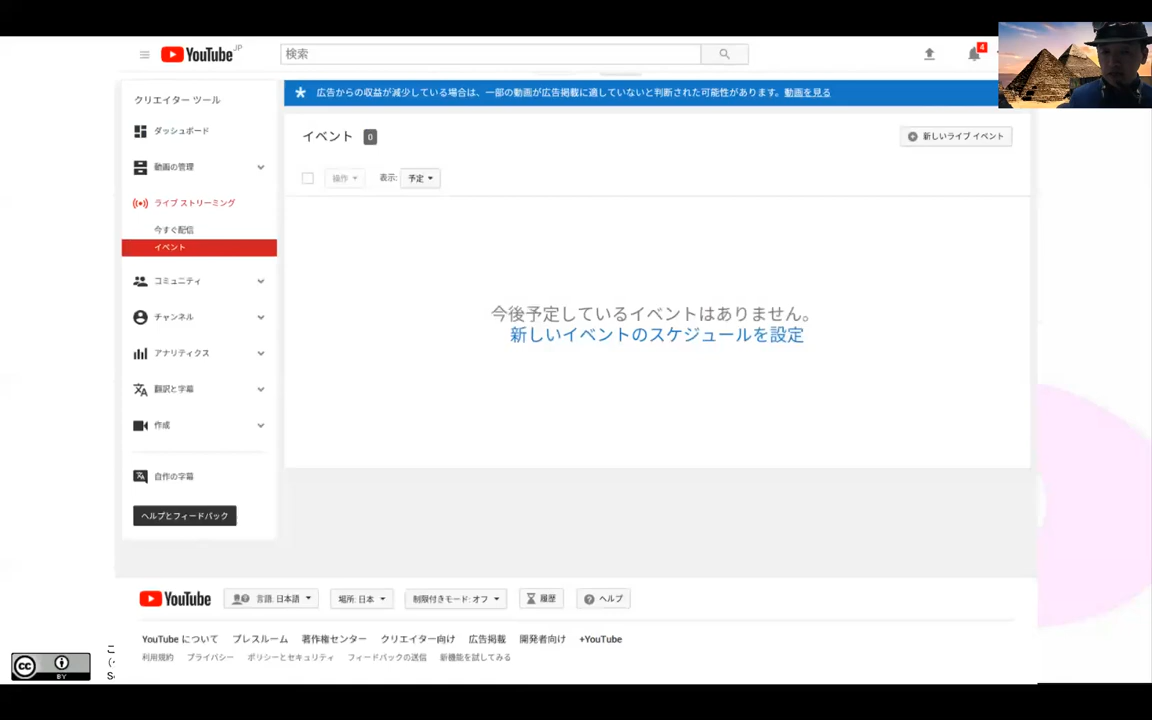 YouTube JP
検索
4
クリエイター ツール
ダッシュボード
動画の管理
ライブ ストリーミング
今すぐ配信
イベント
コミュニティ
チャンネル
アナリティクス
翻訳と字幕
作成
自作の字幕
ヘルプとフィードバック
広告からの収益が減少している場合は、一部の動画が広告掲載に適していないと判断された可能性があります。動画を見る
イベント 0
新しいライブ イベント
操作 表示: 予定
今後予定しているイベントはありません。
新しいイベントのスケジュールを設定
YouTube 言語: 日本語 場所: 日本 制限付きモード: オフ 履歴 ヘルプ
YouTube について プレスルーム 著作権センター クリエイター向け 広告掲載 開発者向け +YouTube
利用規約 プライバシー ポリシーとセキュリティ フィードバックの送信 新機能を試してみる
cc BY